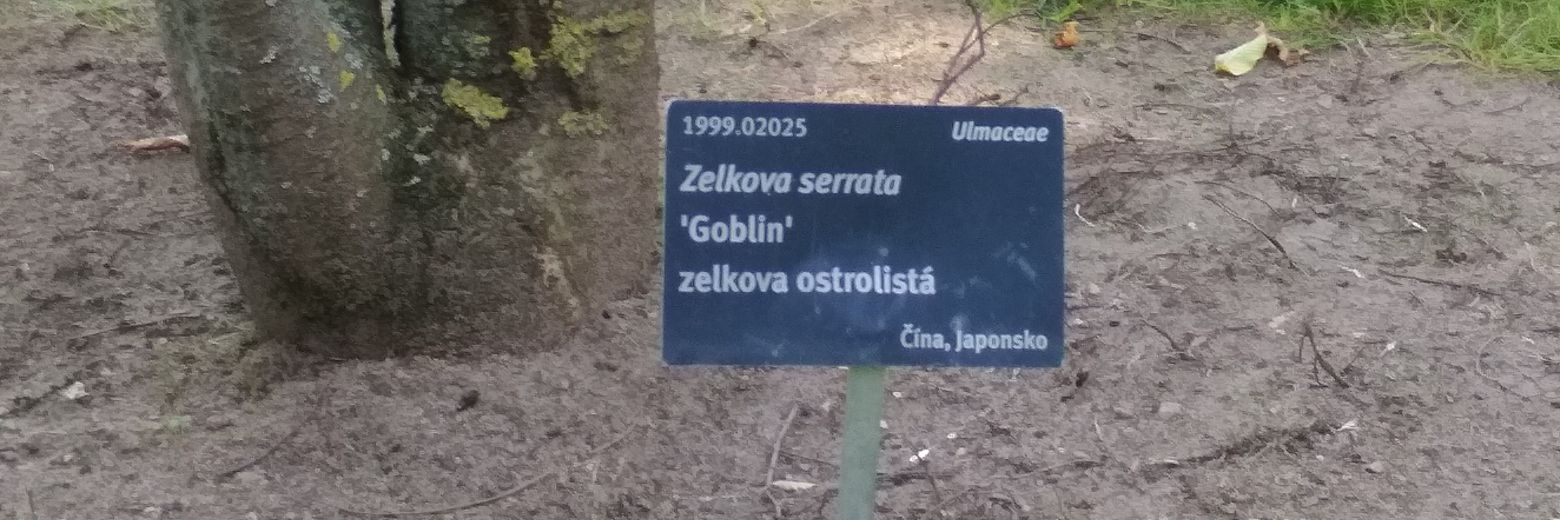 1999.02025 Ulmaceae
Zelkova serrata
'Goblin'
zelkova ostrolistá
Čína, Japonsko